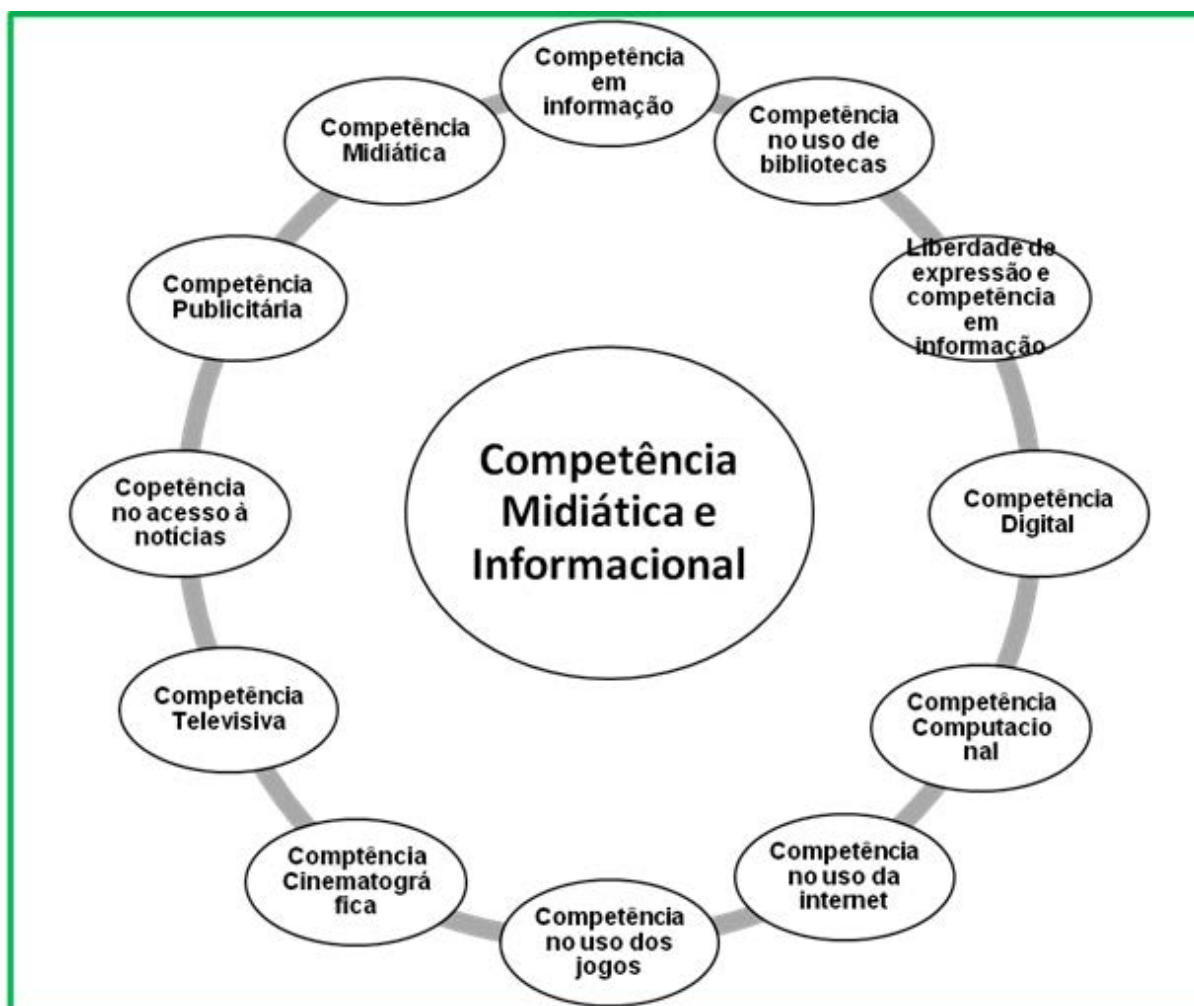 Competência
em
informação
Competência
no uso de
bibliotecas
Liberdade de
expressão e
competência
em
informação
Competência
Digital
Competência
Computacio
nal
Competência
no uso da
internet
Competência
no uso dos
jogos
Comptência
Cinematográ
fica
Competência
Televisiva
Copetência
no acesso à
notícias
Competência
Publicitária
Competência
Midiática
Competência
Midiática e
Informacional